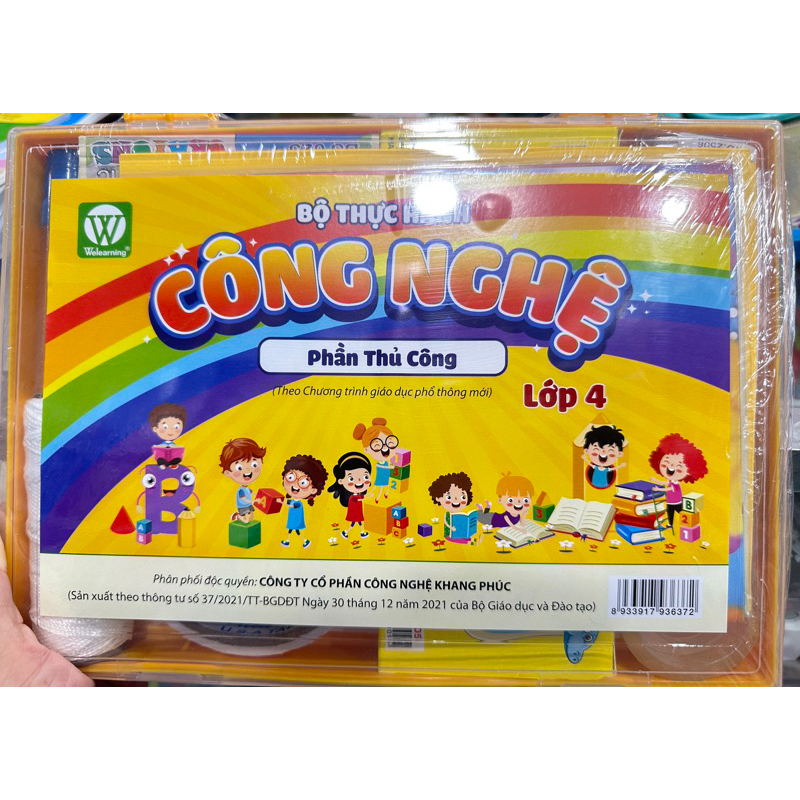 Welearning®
BỘ THỰC HÀNH
CÔNG NGHỆ
Phần Thủ Công
(Theo Chương trình giáo dục phổ thông mới)
Lớp 4
Phân phối độc quyền: CÔNG TY CỔ PHẦN CÔNG NGHỆ KHANG PHÚC
(Sản xuất theo thông tư số 37/2021/TT-BGDĐT Ngày 30 tháng 12 năm 2021 của Bộ Giáo dục và Đào tạo)
8 933917 936372